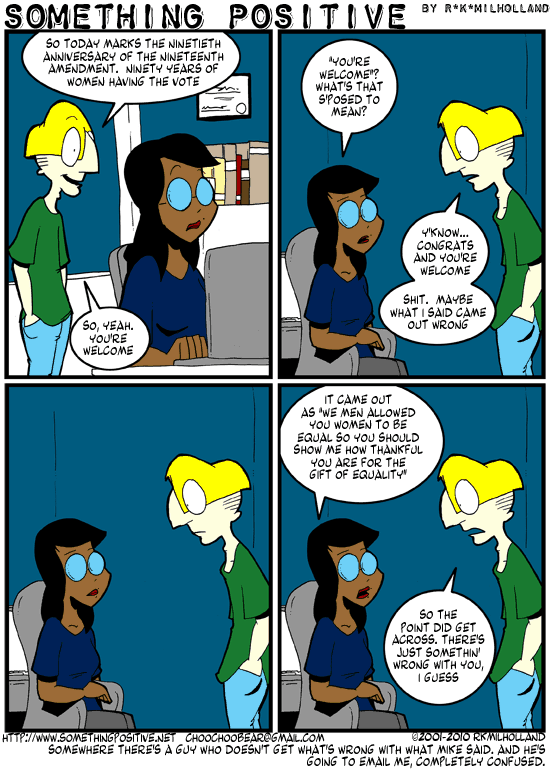 SOMETHING POSITIVE BY R*K*MILHOLLAND
SO TODAY MARKS THE NINETIETH
ANNIVERSARY OF THE NINETEENTH
AMENDMENT. NINETY YEARS OF
WOMEN HAVING THE VOTE
SO, YEAH.
YOU'RE
WELCOME
"YOU'RE
WELCOME"?
WHAT'S THAT
S'POSED TO
MEAN?
Y'KNOW...
CONGRATS
AND YOU'RE
WELCOME
SHIT. MAYBE
WHAT I SAID CAME
OUT WRONG
IT CAME OUT
AS "WE MEN ALLOWED
YOU WOMEN TO BE
EQUAL SO YOU SHOULD
SHOW ME HOW THANKFUL
YOU ARE FOR THE
GIFT OF EQUALITY"
SO THE
POINT DID GET
ACROSS. THERE'S
JUST SOMETHIN'
WRONG WITH YOU,
I GUESS
HTTP://WWW.SOMETHINGPOSITIVE.NET CHOOCHOOBEAR@GMAIL.COM ©2001-2010 RKMILHOLLAND
SOMEWHERE THERE'S A GUY WHO DOESN'T GET WHAT'S WRONG WITH WHAT MIKE SAID. AND HE'S
GOING TO EMAIL ME, COMPLETELY CONFUSED.